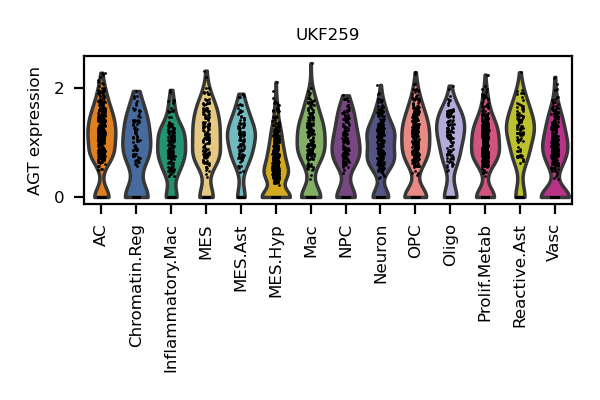 UKF259
AGT expression
2
0
AC
Chromatin.Reg
Inflammatory.Mac
MES
MES.Ast
MES.Hyp
Mac
NPC
Neuron
OPC
Oligo
Prolif.Metab
Reactive.Ast
Vasc